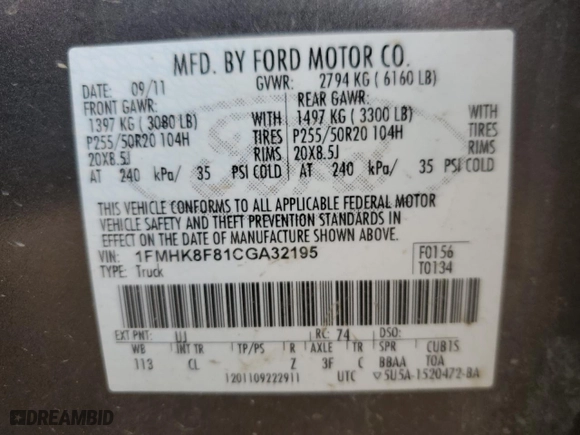 MFD. BY FORD MOTOR CO.
DATE: 09/11 GVWR: 2794 KG ( 6160 LB)
FRONT GAWR: REAR GAWR:
1397 KG ( 3080 LB) WITH 1497 KG ( 3300 LB) WITH
P255/50R20 104H TIRES P255/50R20 104H TIRES
20X8.5J RIMS 20X8.5J RIMS
AT 240 kPa/ 35 PSI COLD AT 240 kPa/ 35 PSI COLD
THIS VEHICLE CONFORMS TO ALL APPLICABLE FEDERAL MOTOR
VEHICLE SAFETY AND THEFT PREVENTION STANDARDS IN
EFFECT ON THE DATE OF MANUFACTURE SHOWN ABOVE.
VIN: 1FMHK8F81CGA32195 F0156
TYPE: Truck T0134
EXT PNT: UJ RC: 74 DSO:
WB INT TR TP/PS R AXLE TR SPR CUBIS
113 CL Z 3F C BBAA TOA
1201109222911 UTC ▽5USA-1520472-BA
DREAMBID